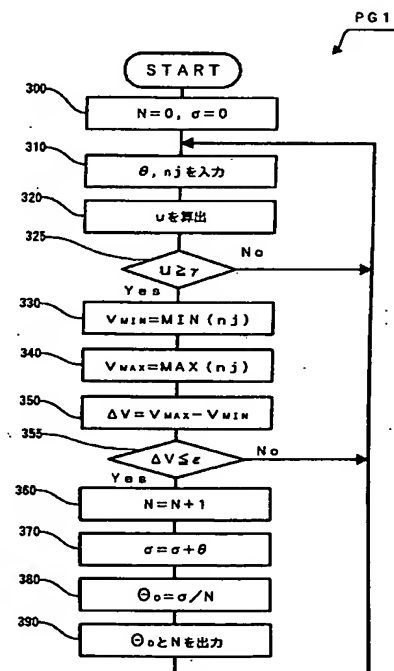 PG1
START
300
N=0, σ=0
310
θ, njを入力
320
uを算出
325
u≧γ
No
Yes
330
VMIN=MIN(nj)
340
VMAX=MAX(nj)
350
ΔV=VMAX-VMIN
355
ΔV≦ε
No
Yes
360
N=N+1
370
σ=σ+θ
380
Θ₀=σ/N
390
Θ₀とNを出力